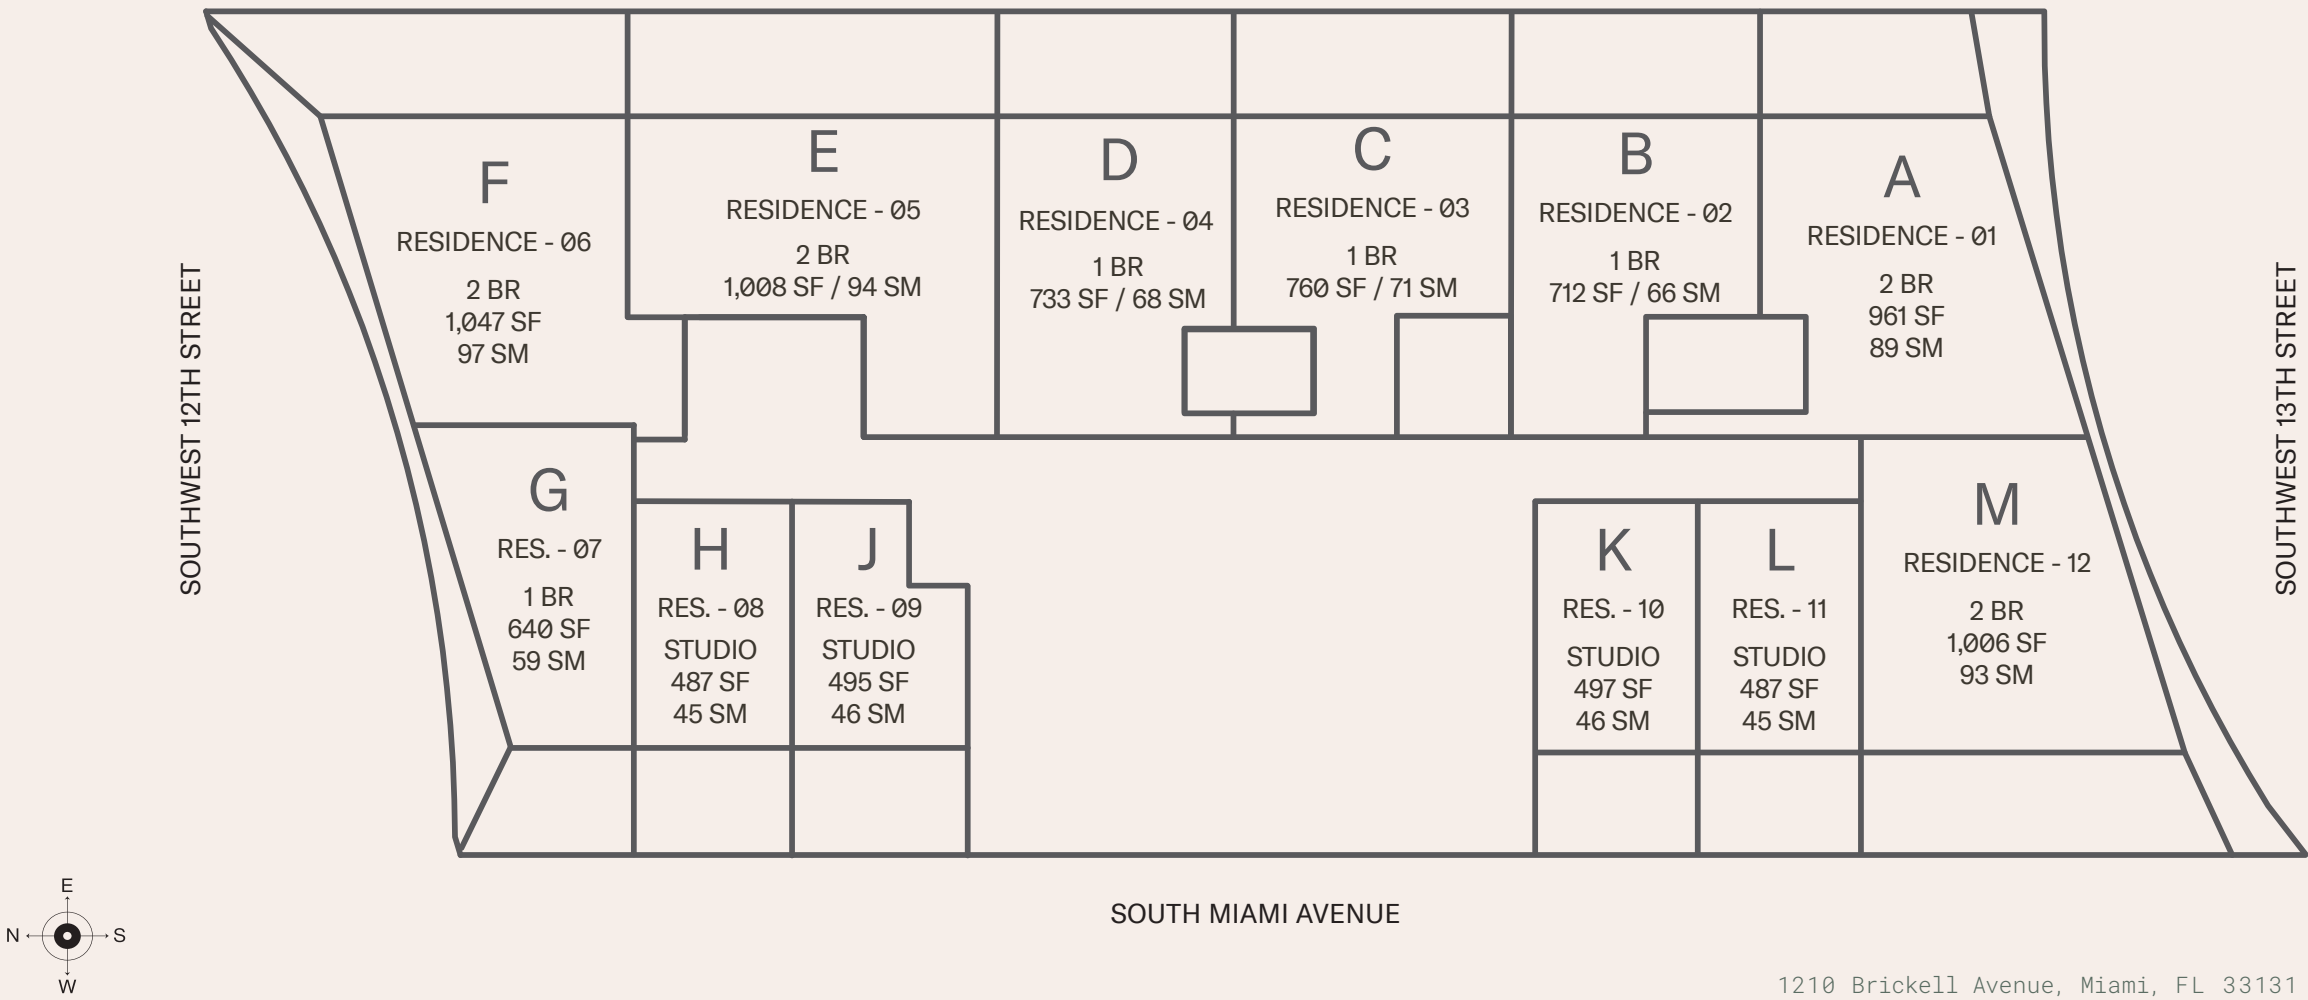 F
RESIDENCE - 06
2 BR
1,047 SF
97 SM
E
RESIDENCE - 05
2 BR
1,008 SF / 94 SM
D
RESIDENCE - 04
1 BR
733 SF / 68 SM
C
RESIDENCE - 03
1 BR
760 SF / 71 SM
B
RESIDENCE - 02
1 BR
712 SF / 66 SM
A
RESIDENCE - 01
2 BR
961 SF
89 SM
SOUTHWEST 12TH STREET
SOUTHWEST 13TH STREET
G
RES. - 07
1 BR
640 SF
59 SM
H
RES. - 08
STUDIO
487 SF
45 SM
J
RES. - 09
STUDIO
495 SF
46 SM
K
RES. - 10
STUDIO
497 SF
46 SM
L
RES. - 11
STUDIO
487 SF
45 SM
M
RESIDENCE - 12
2 BR
1,006 SF
93 SM
SOUTH MIAMI AVENUE
E
N S
W
1210 Brickell Avenue, Miami, FL 33131